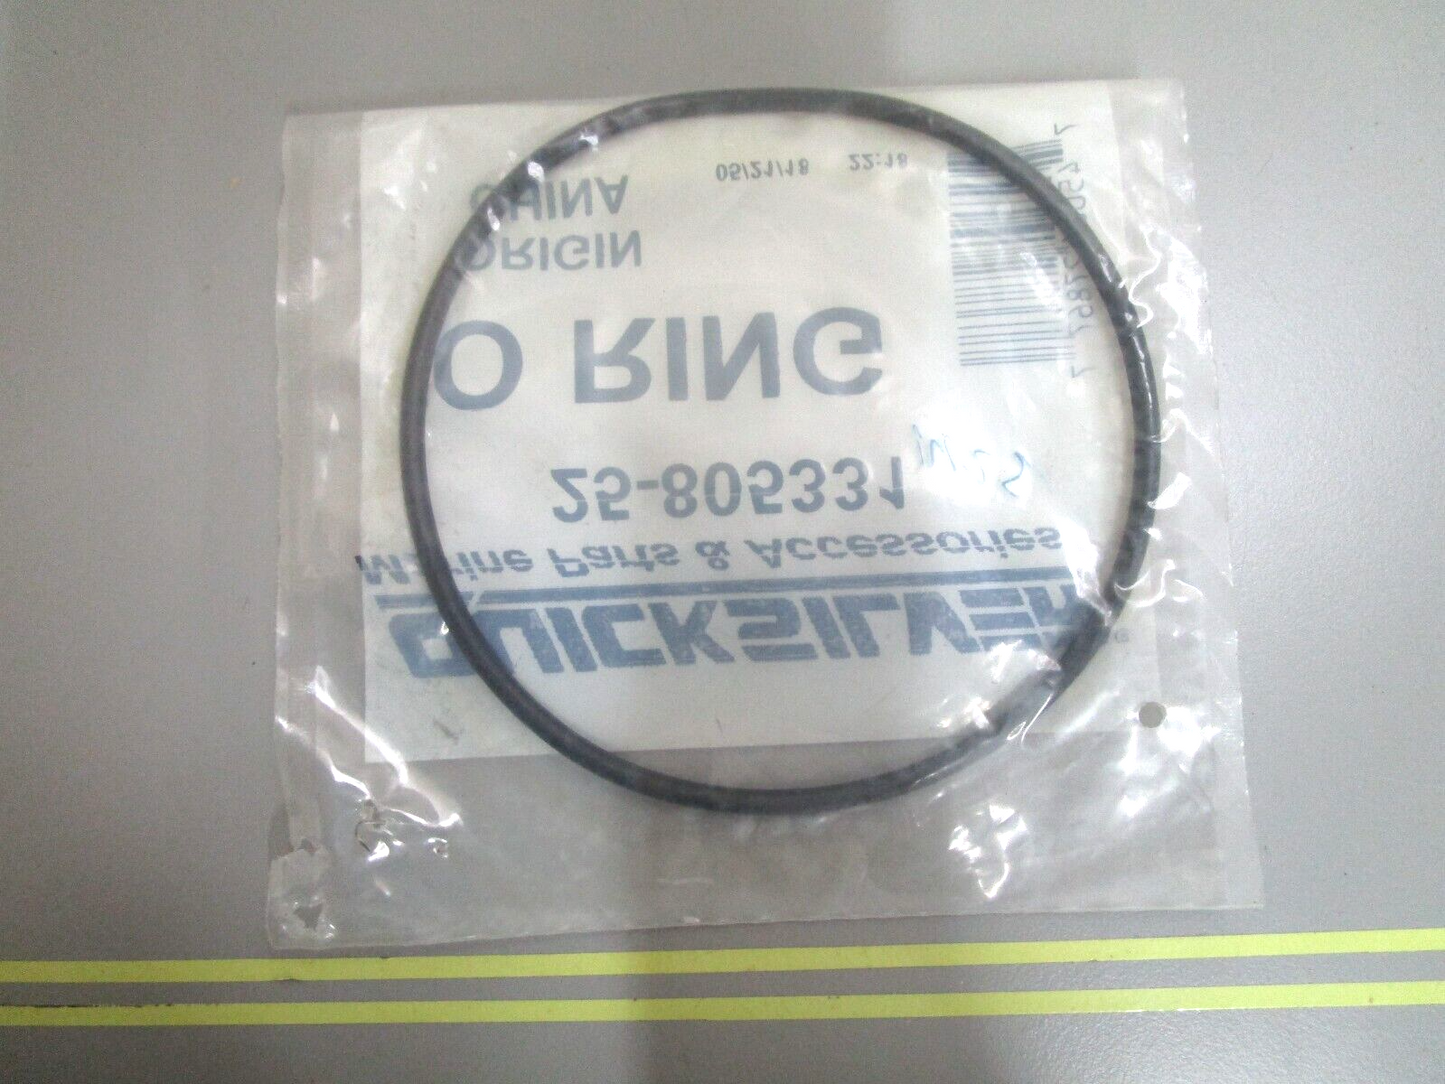 QUICKSILVER
Marine Parts & Accessories
25-805331
O RING
ORIGIN
CHINA
05/21/18 22:18